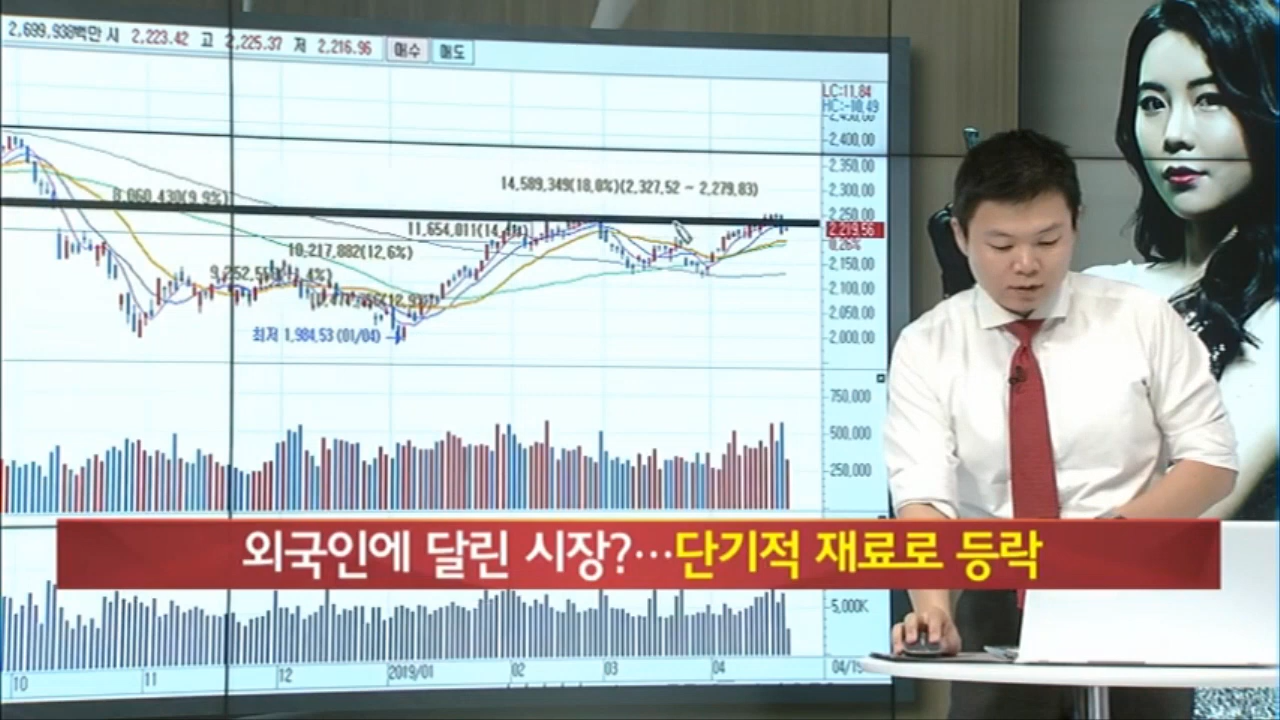 2,699,938백만 시 2,223.42 고 2,225.37 저 2,216.96 매수 매도
LC:11.84
HC:-10.49
2,400.00
2,350.00
14,589,349(18.0%)(2,327.52 ~ 2,279.83)
2,300.00
8,060,430(9.9%)
2,250.00
2,219.56
11,654,011
0.26%
10,217,882(12.6%)
2,150.00
2,100.00
2,050.00
최저 1,984.53 (01/04)
2,000.00
750,000
500,000
250,000
외국인에 달린 시장?…단기적 재료로 등락
5,000K
10 11 12 2019/01 02 03 04 04/19